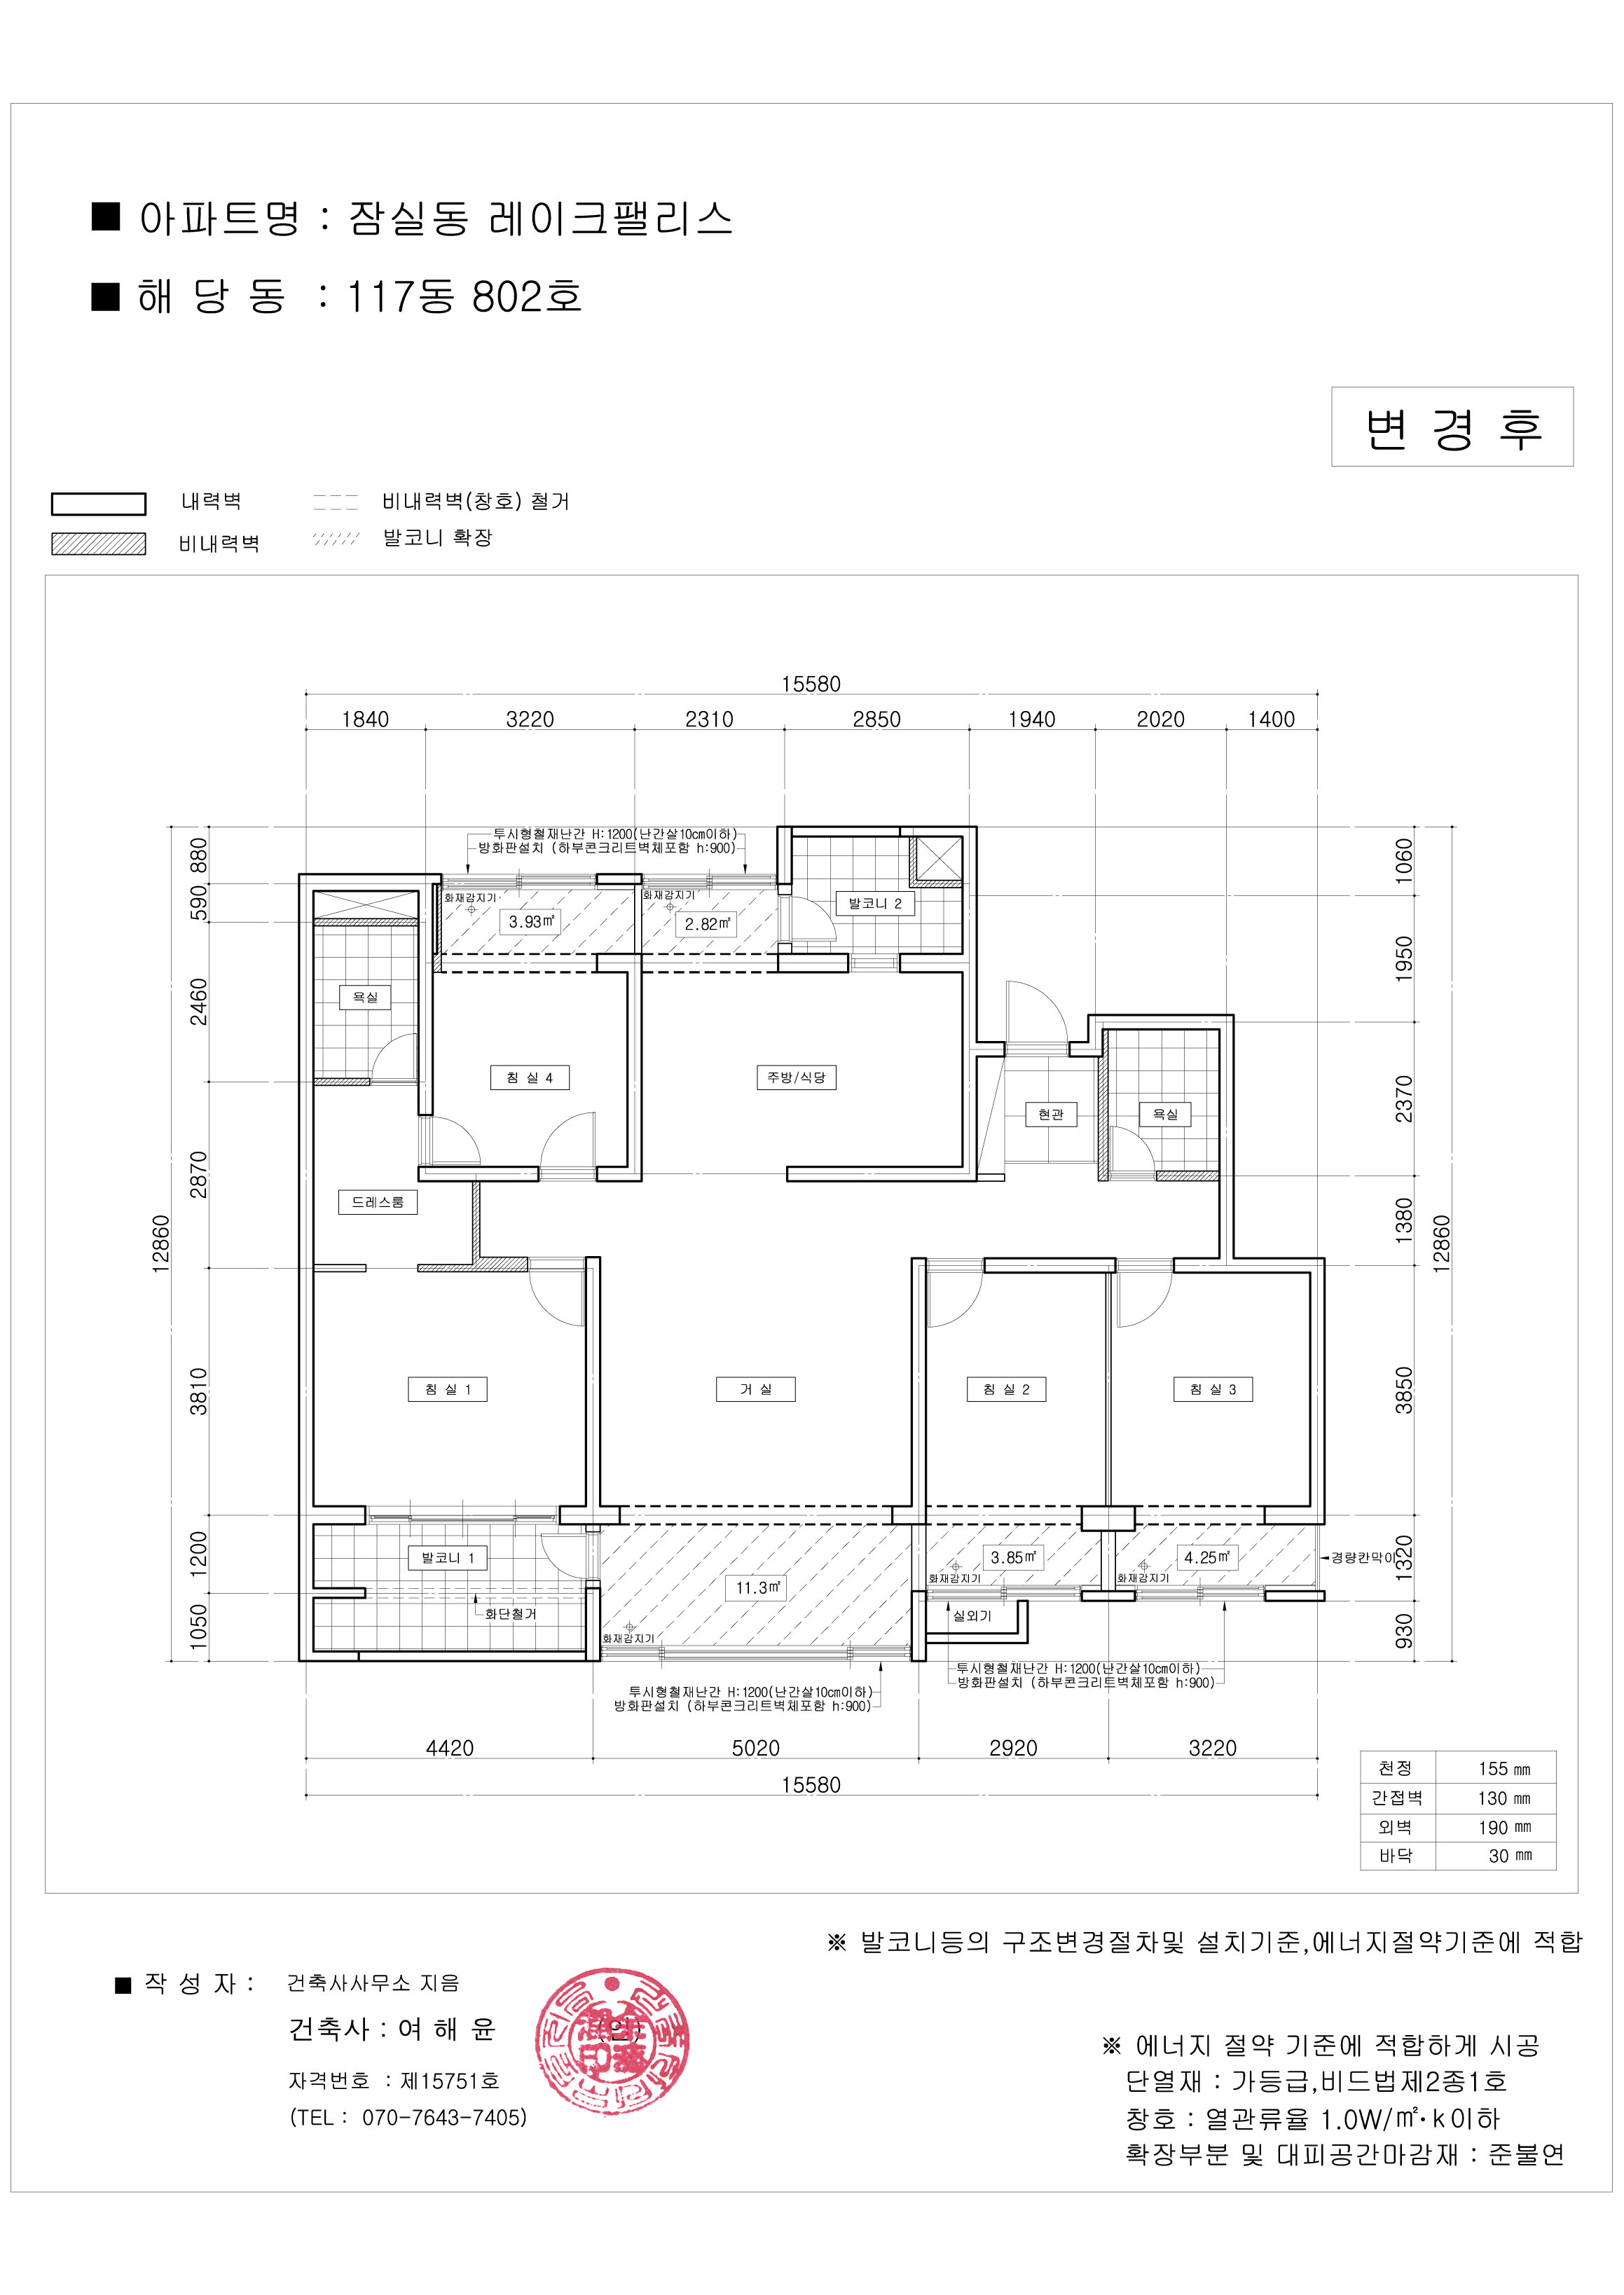 ■ 아파트명 : 잠실동 레이크팰리스
■ 해 당 동 : 117동 802호
변 경 후
내력벽
비내력벽(창호) 철거
비내력벽
발코니 확장
15580
1840 3220 2310 2850 1940 2020 1400
투시형철재난간 H:1200(난간살10cm이하)
방화판설치 (하부콘크리트벽체포함 h:900)
880
590
2460
2870
3810
1200
1050
12860
1060
1950
2370
1380
3850
1320
930
12860
화재감지기
3.93㎡
화재감지기
2.82㎡
발코니 2
욕실
침 실 4
주방/식당
현관
욕실
드레스룸
침 실 1
거 실
침 실 2
침 실 3
발코니 1
화단철거
11.3㎡
화재감지기
3.85㎡
화재감지기
4.25㎡
화재감지기
경량칸막이
실외기
투시형철재난간 H:1200(난간살10cm이하)
방화판설치 (하부콘크리트벽체포함 h:900)
투시형철재난간 H:1200(난간살10cm이하)
방화판설치 (하부콘크리트벽체포함 h:900)
4420 5020 2920 3220
15580
천정 155 ㎜
간접벽 130 ㎜
외벽 190 ㎜
바닥 30 ㎜
※ 발코니등의 구조변경절차및 설치기준,에너지절약기준에 적합
■ 작 성 자 : 건축사사무소 지음
건축사 : 여 해 윤 (인)
자격번호 : 제15751호
(TEL : 070-7643-7405)
※ 에너지 절약 기준에 적합하게 시공
단열재 : 가등급,비드법제2종1호
창호 : 열관류율 1.0W/㎡·k이하
확장부분 및 대피공간마감재 : 준불연